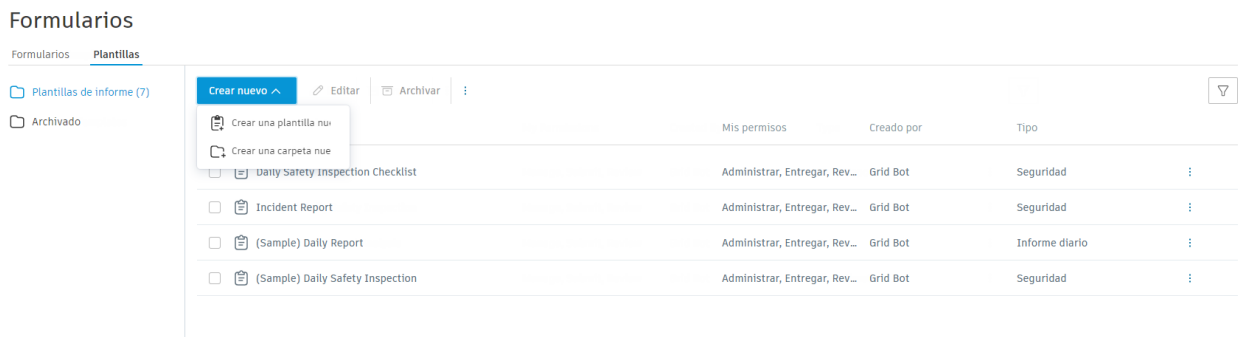 Formularios
Formularios Plantillas
Plantillas de informe (7)
Archivado
Crear nuevo Editar Archivar
Crear una plantilla nu
Crear una carpeta nue
Mis permisos Creado por Tipo
Daily Safety Inspection Checklist Administrar, Entregar, Rev... Grid Bot Seguridad
Incident Report Administrar, Entregar, Rev... Grid Bot Seguridad
(Sample) Daily Report Administrar, Entregar, Rev... Grid Bot Informe diario
(Sample) Daily Safety Inspection Administrar, Entregar, Rev... Grid Bot Seguridad